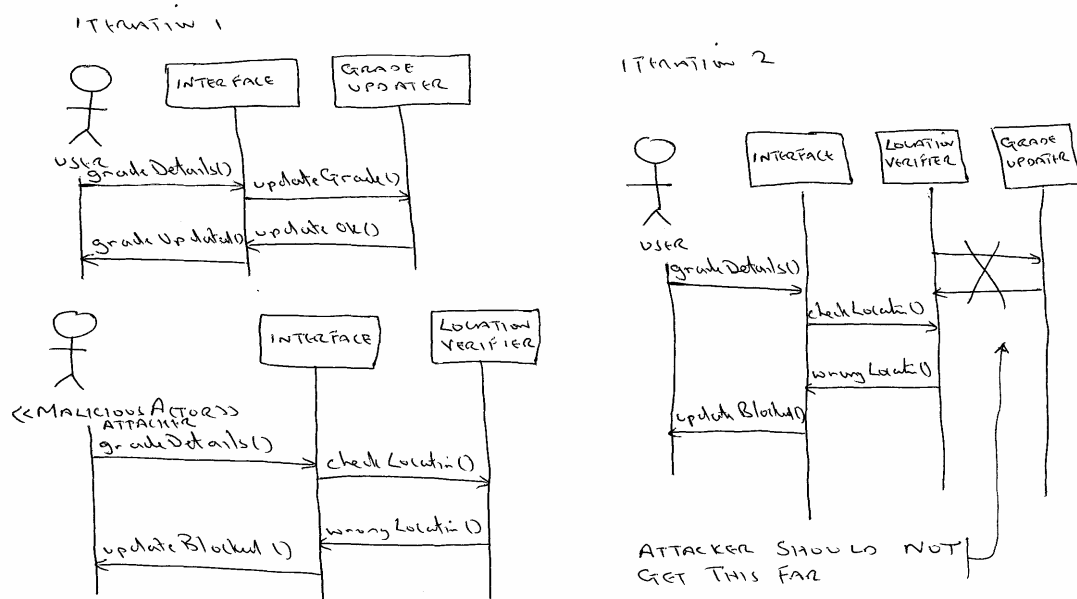 ITERATION 1
INTERFACE
GRADE
UPDATER
USER
gradeDetails()
updateGrade()
updateOk()
gradeUpdated()
INTERFACE
LOCATION
VERIFIER
<<MALICIOUS ACTOR>>
ATTACKER
gradeDetails()
checkLocation()
wrongLocation()
updateBlocked()
ITERATION 2
INTERFACE
LOCATION
VERIFIER
GRADE
UPDATER
USER
gradeDetails()
checkLocation()
wrongLocation()
updateBlocked()
ATTACKER SHOULD NOT
GET THIS FAR